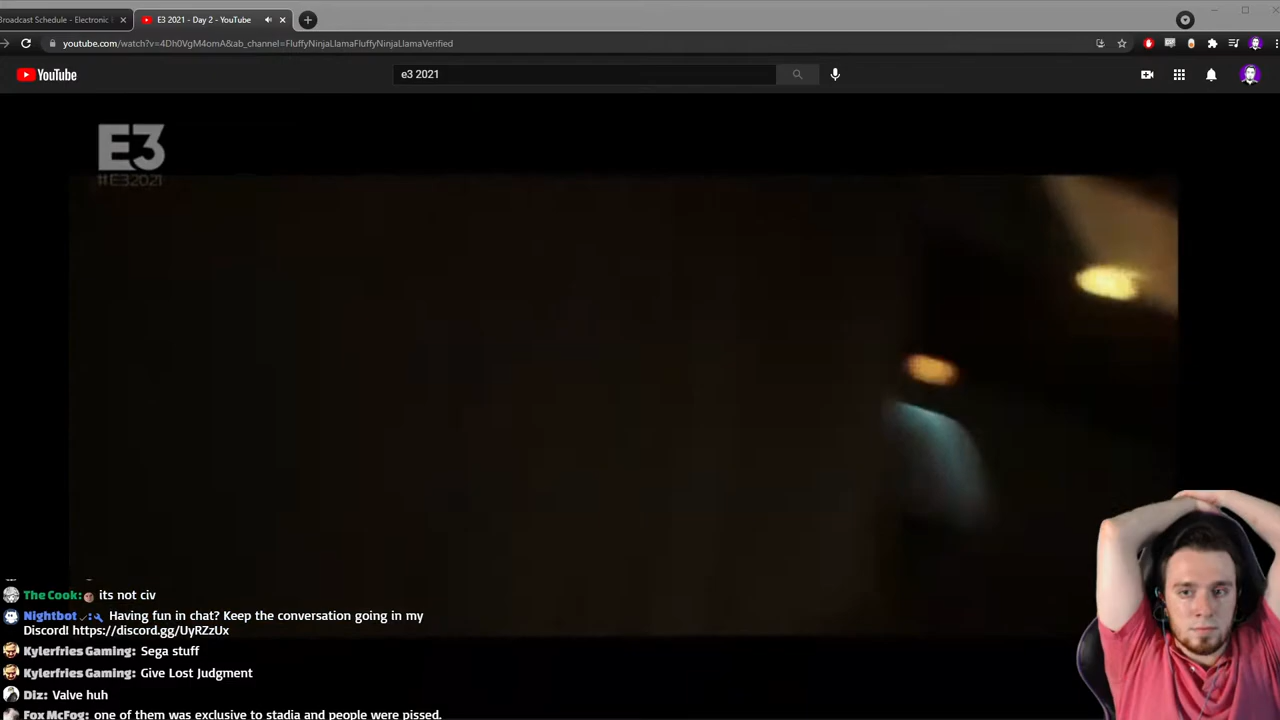 Broadcast Schedule - Electronic
E3 2021 - Day 2 - YouTube
youtube.com/watch?v=4Dh0VgM4omA&ab_channel=FluffyNinjaLlamaFluffyNinjaLlamaVerified
YouTube
e3 2021
E3
#E32021
The Cook: its not civ
Nightbot: Having fun in chat? Keep the conversation going in my
Discord! https://discord.gg/UyRZzUx
Kylerfries Gaming: Sega stuff
Kylerfries Gaming: Give Lost Judgment
Diz: Valve huh
Fox McFog: one of them was exclusive to stadia and people were pissed.